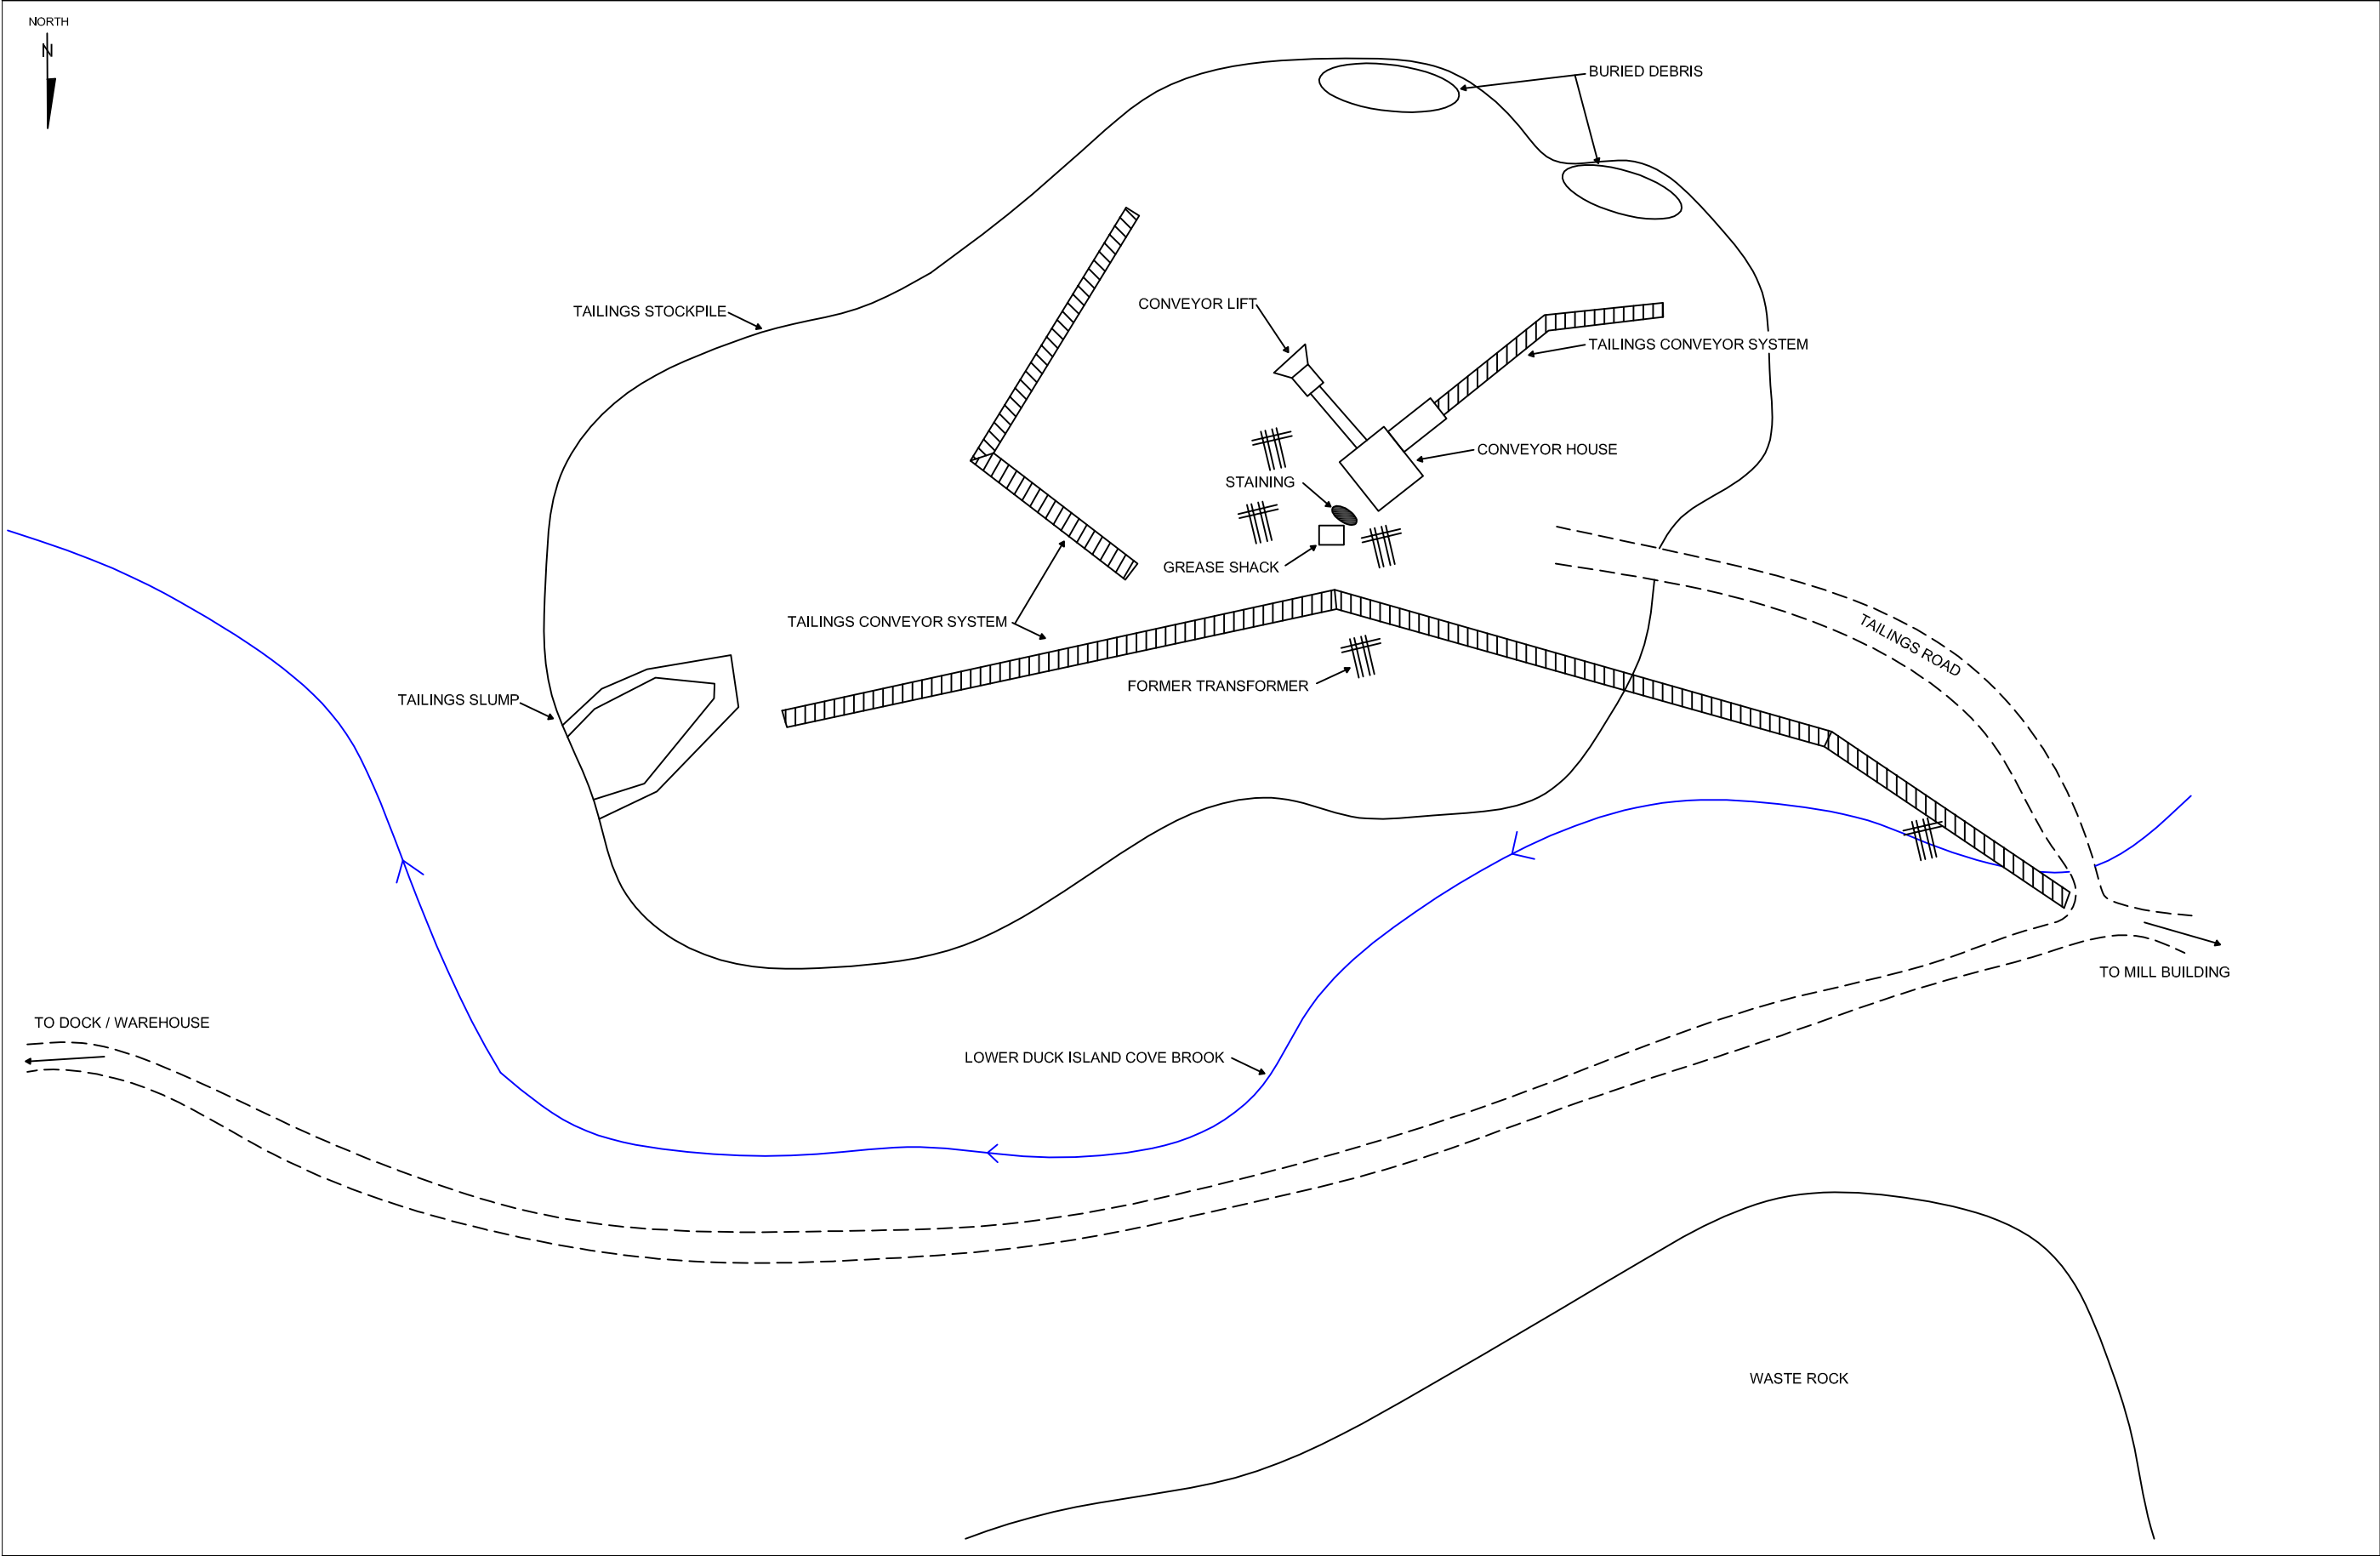 NORTH
N
BURIED DEBRIS
CONVEYOR LIFT
TAILINGS STOCKPILE
TAILINGS CONVEYOR SYSTEM
CONVEYOR HOUSE
STAINING
GREASE SHACK
TAILINGS CONVEYOR SYSTEM
TAILINGS ROAD
FORMER TRANSFORMER
TAILINGS SLUMP
TO MILL BUILDING
TO DOCK / WAREHOUSE
LOWER DUCK ISLAND COVE BROOK
WASTE ROCK